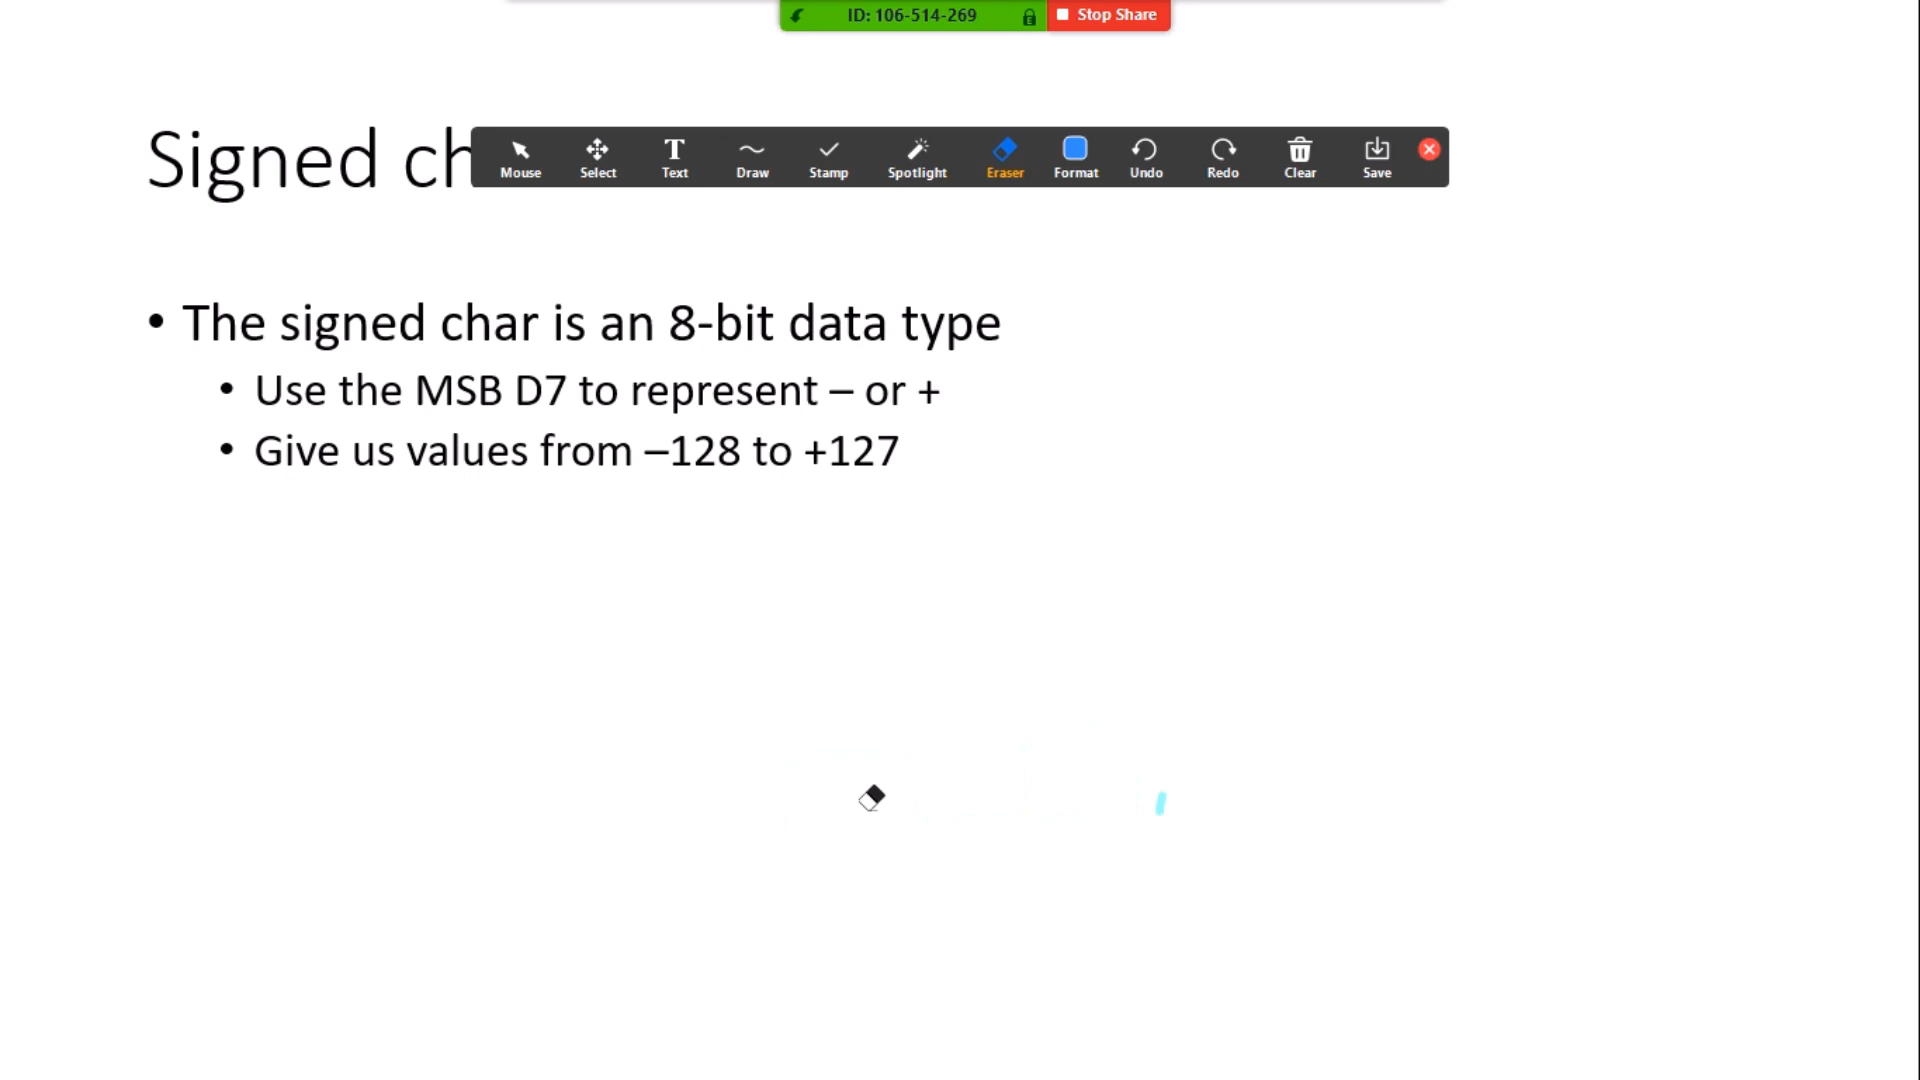 ID: 106-514-269 Stop Share
Signed ch
Mouse Select Text Draw Stamp Spotlight Eraser Format Undo Redo Clear Save
• The signed char is an 8-bit data type
• Use the MSB D7 to represent – or +
• Give us values from –128 to +127